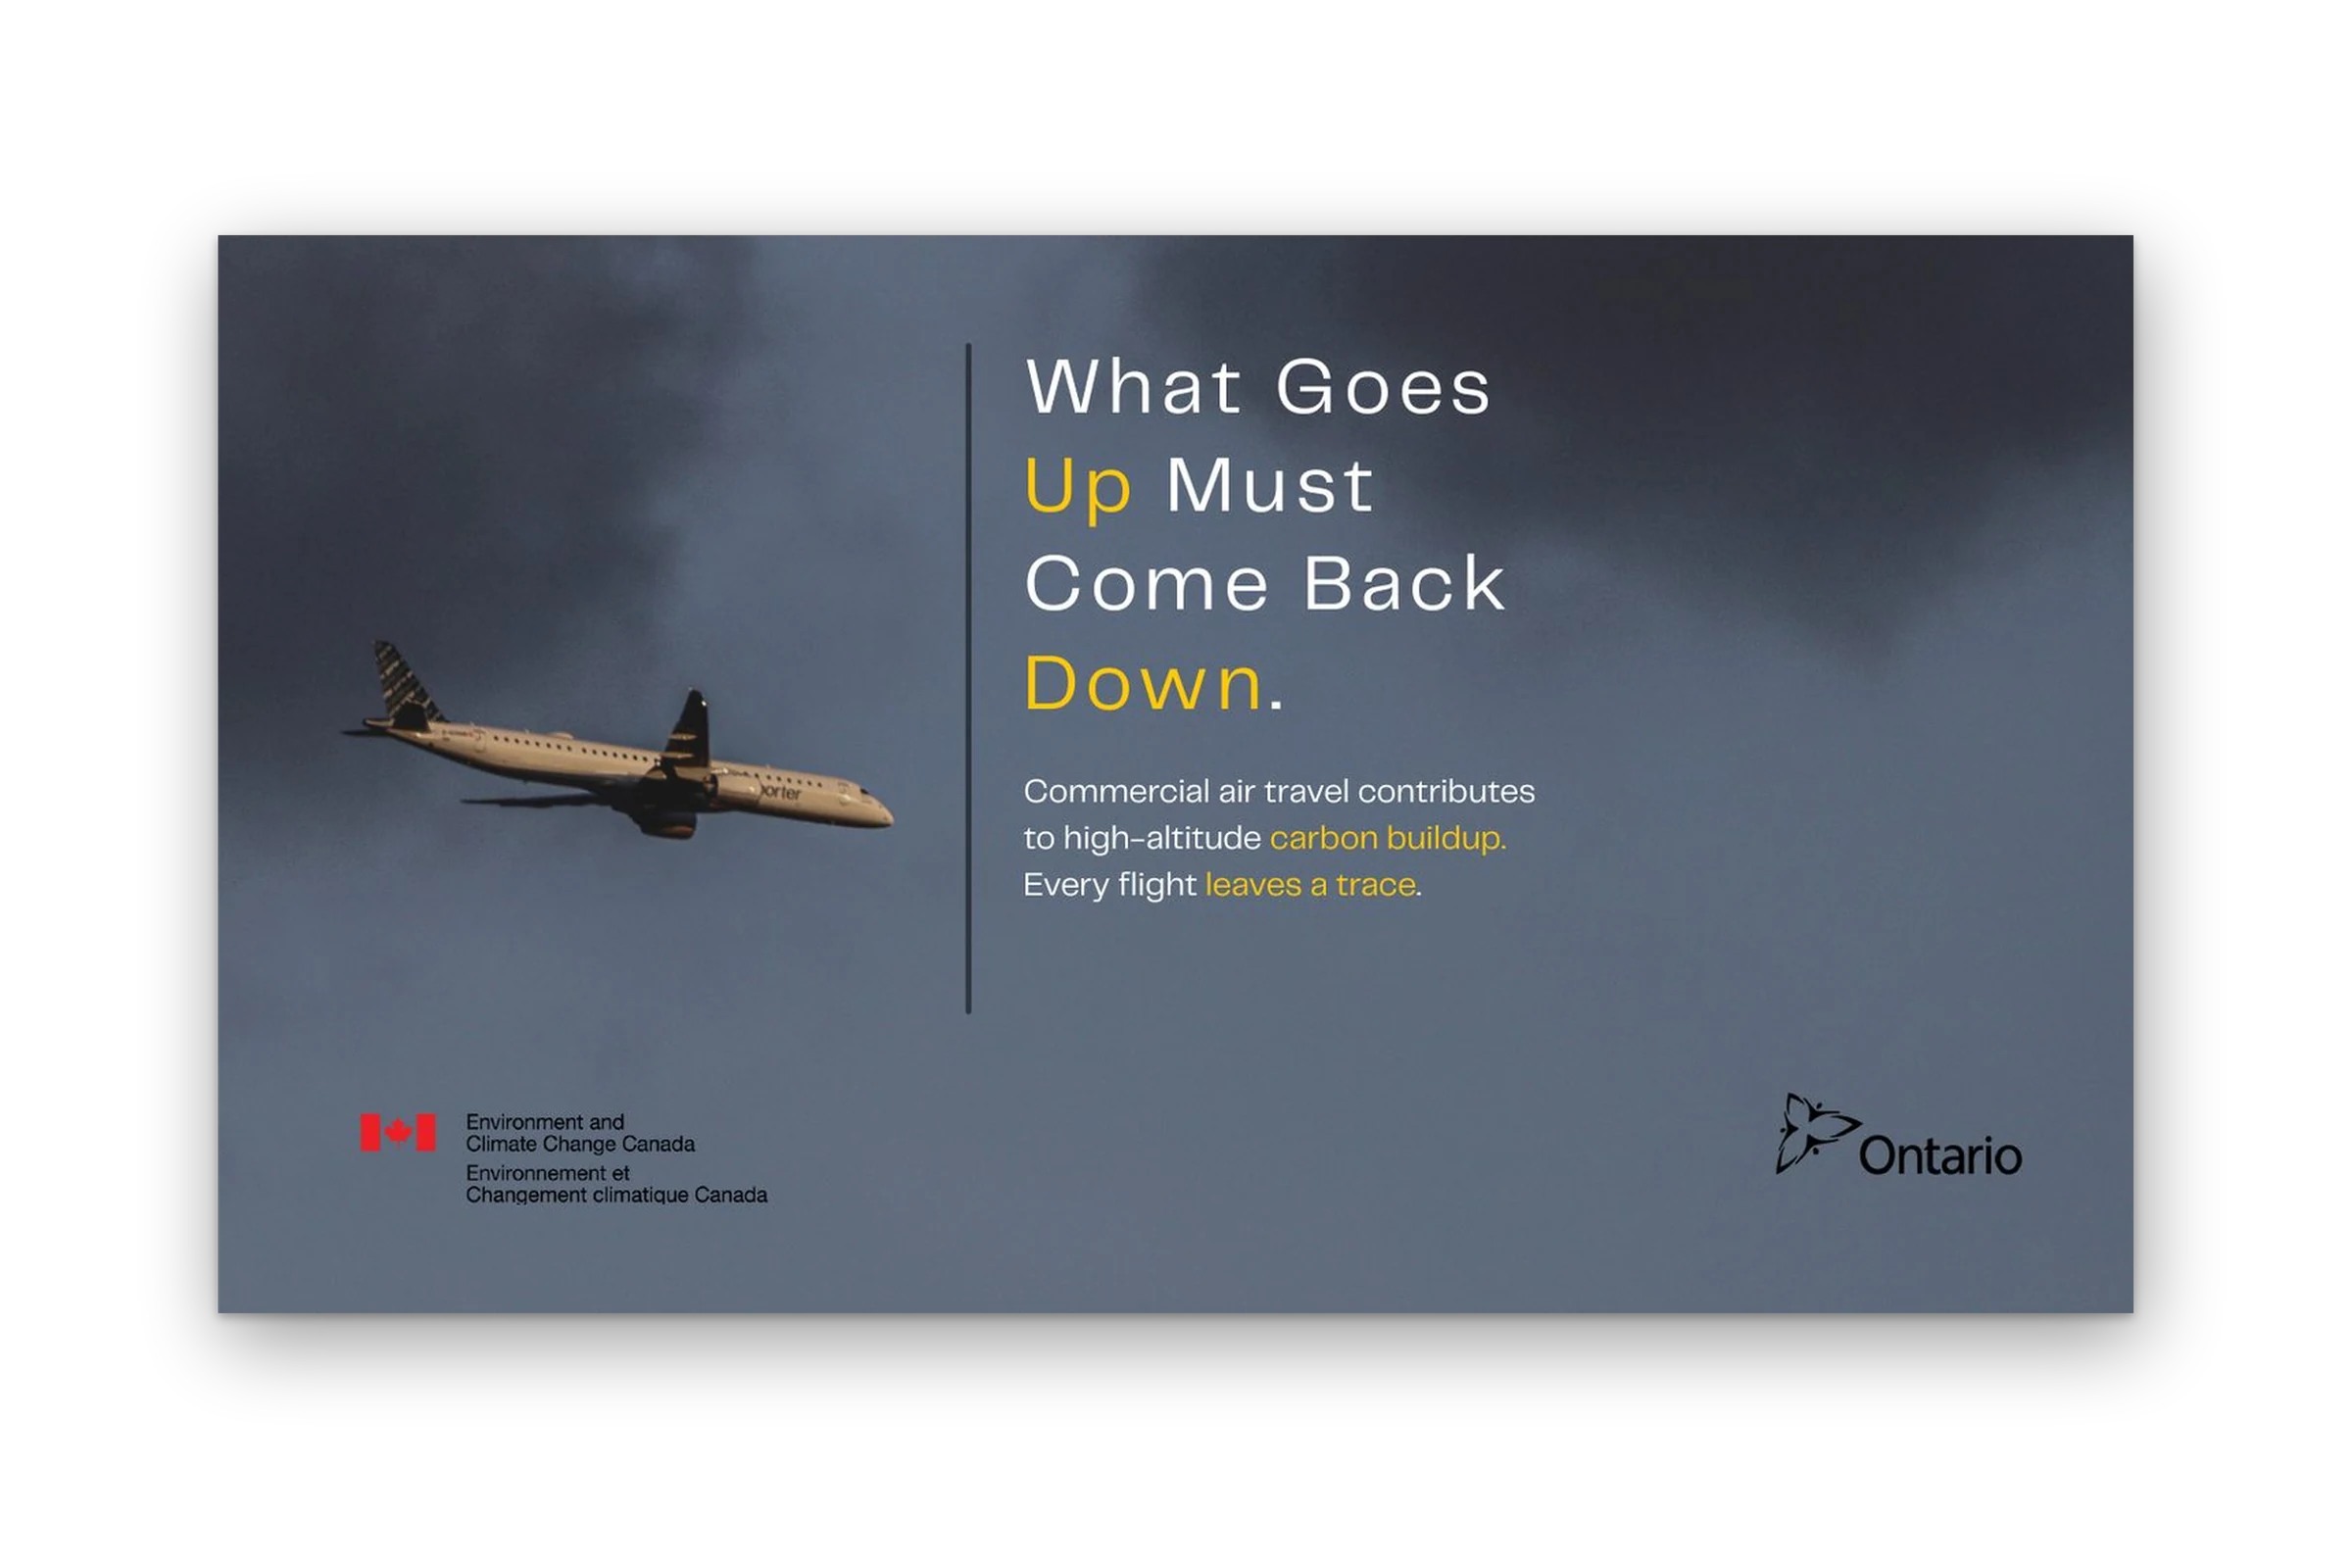 What Goes
Up Must
Come Back
Down.
Commercial air travel contributes
to high-altitude carbon buildup.
Every flight leaves a trace.
orter
Environment and
Climate Change Canada
Environnement et
Changement climatique Canada
Ontario